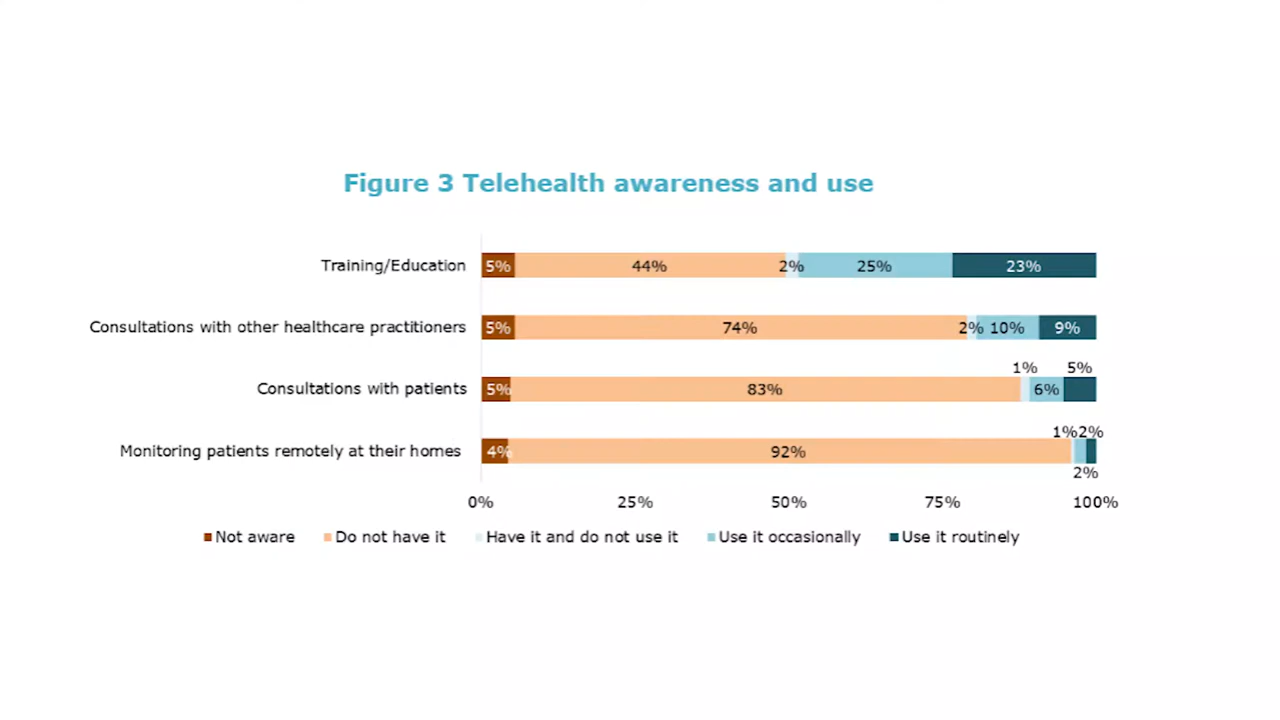 Figure 3 Telehealth awareness and use
Training/Education 5% 44% 2% 25% 23%
Consultations with other healthcare practitioners 5% 74% 2% 10% 9%
1% 5%
Consultations with patients 5% 83% 6%
1% 2%
Monitoring patients remotely at their homes 4% 92%
2%
0% 25% 50% 75% 100%
Not aware Do not have it Have it and do not use it Use it occasionally Use it routinely